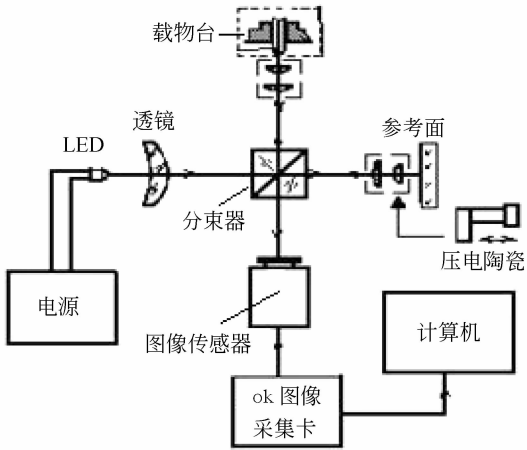 载物台
透镜
LED
参考面
分束器
压电陶瓷
电源
图像传感器
计算机
ok 图像
采集卡